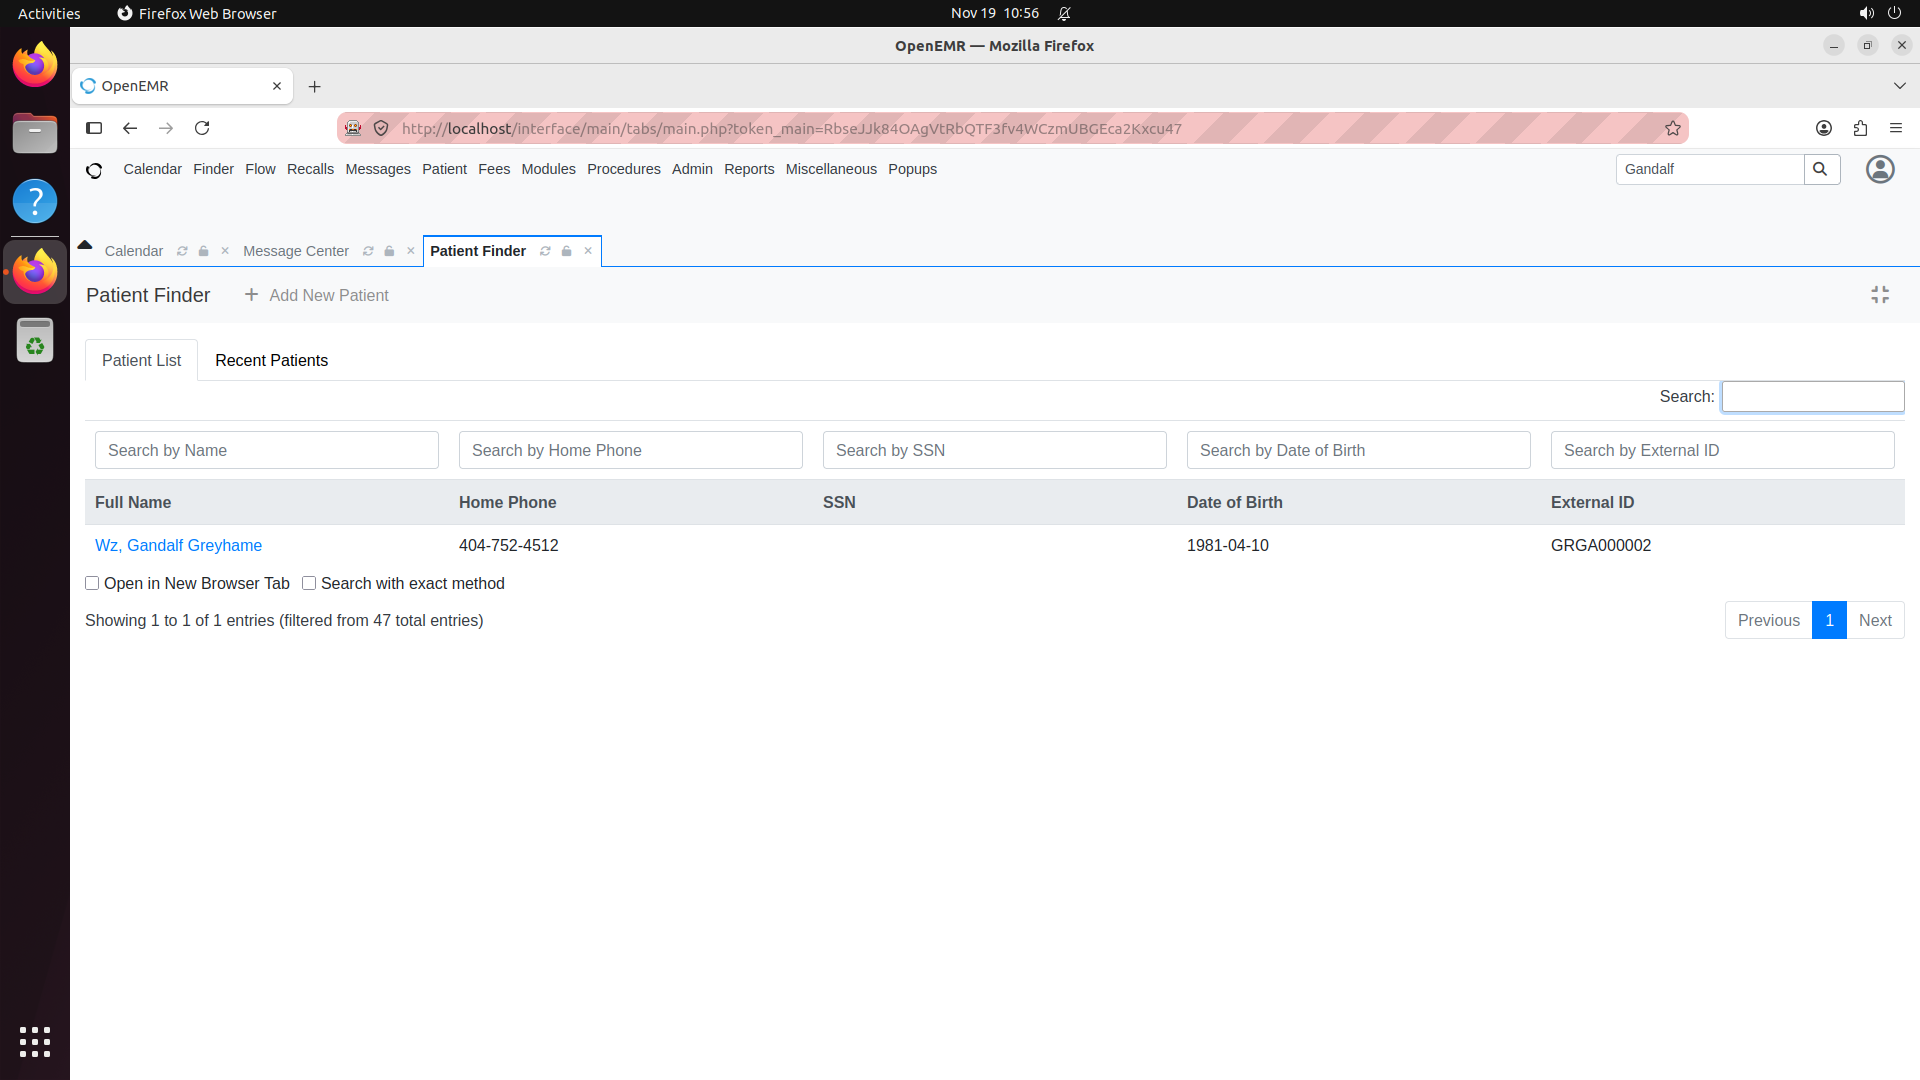 Activities
Firefox Web Browser
Nov 19 10:56
OpenEMR — Mozilla Firefox
OpenEMR
http://localhost/interface/main/tabs/main.php?token_main=RbseJJk84OAgVtRbQTF3fv4WCzmUBGEca2Kxcu47
Calendar Finder Flow Recalls Messages Patient Fees Modules Procedures Admin Reports Miscellaneous Popups
Gandalf
Calendar
Message Center
Patient Finder
Patient Finder
Add New Patient
Patient List
Recent Patients
Search:
Search by Name
Search by Home Phone
Search by SSN
Search by Date of Birth
Search by External ID
Full Name
Home Phone
SSN
Date of Birth
External ID
Wz, Gandalf Greyhame
404-752-4512
1981-04-10
GRGA000002
Open in New Browser Tab
Search with exact method
Showing 1 to 1 of 1 entries (filtered from 47 total entries)
Previous
1
Next